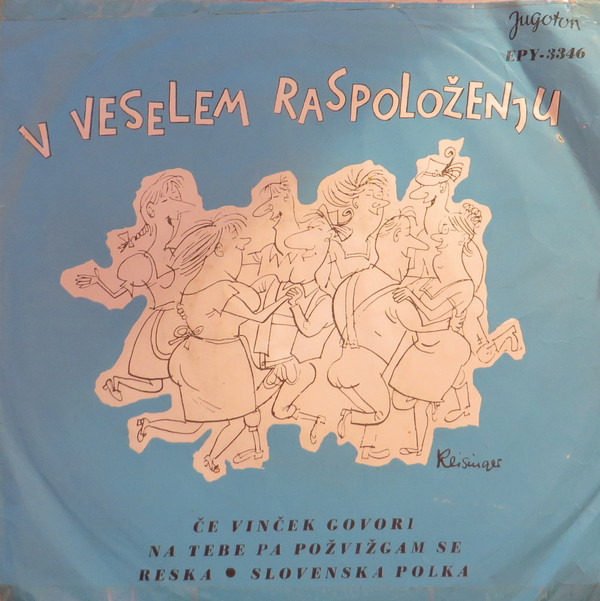 Jugoton
EPY-3346
V VESELEM RASPOLOŽENJU
Reisinger
ČE VINČEK GOVORI
NA TEBE PA POŽVIŽGAM SE
RESKA • SLOVENSKA POLKA